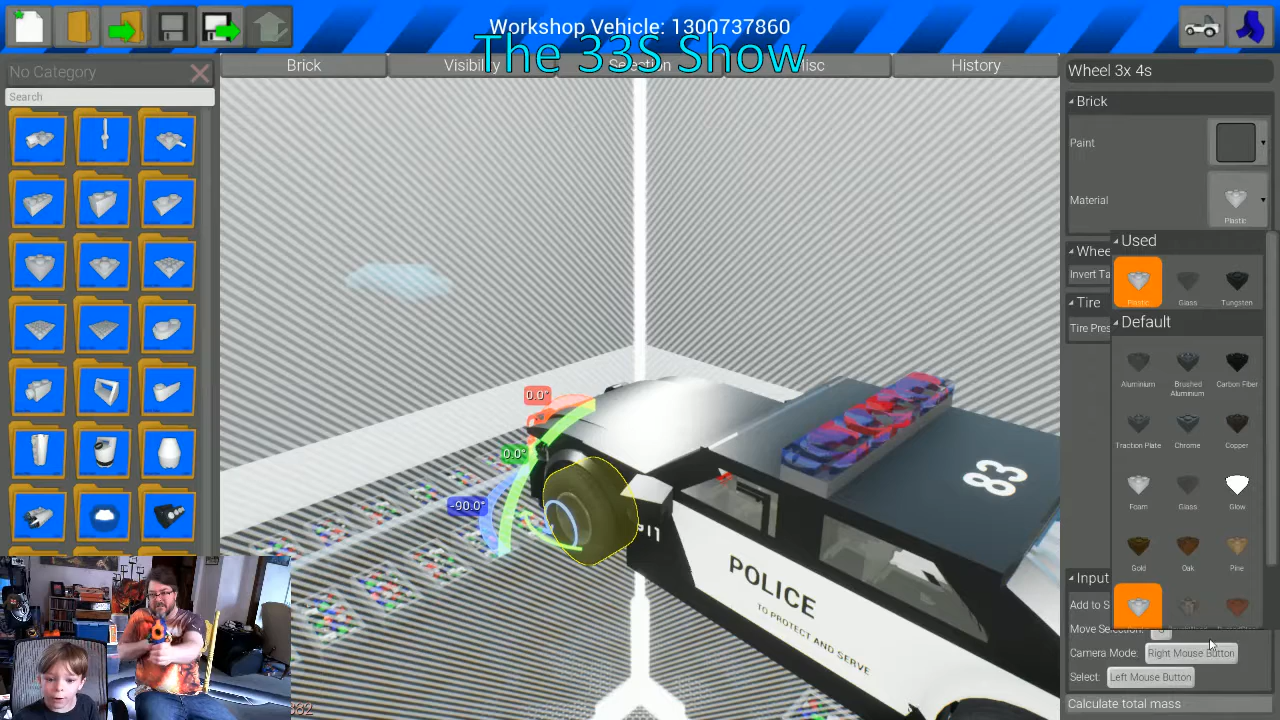 Workshop Vehicle: 1300737860
The 33S Show
No Category
Search
Brick
Visibility
Selection
Misc
History
Wheel 3x 4s
Brick
Paint
Material
Plastic
Used
Plastic
Glass
Tungsten
Default
Aluminium
Brushed Aluminium
Carbon Fiber
Traction Plate
Chrome
Copper
Foam
Glass
Glow
Gold
Oak
Pine
Whee
Invert Ta
Tire
Tire Pres
Input
Add to S
Move Selection:
Camera Mode: Right Mouse Button
Select: Left Mouse Button
Calculate total mass
0.0°
0.0°
-90.0°
83
POLICE
TO PROTECT AND SERVE